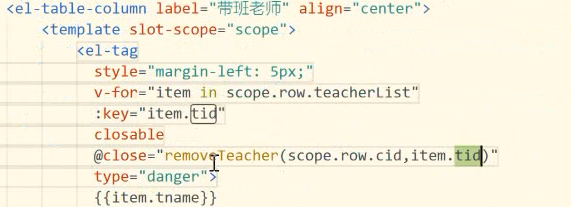 <el-table-column label="带班老师" align="center">
<template slot-scope="scope">
<el-tag
style="margin-left: 5px;"
v-for="item in scope.row.teacherList"
:key="item.tid"
closable
@close="removeTeacher(scope.row.cid,item.tid)"
type="danger">
{{item.tname}}